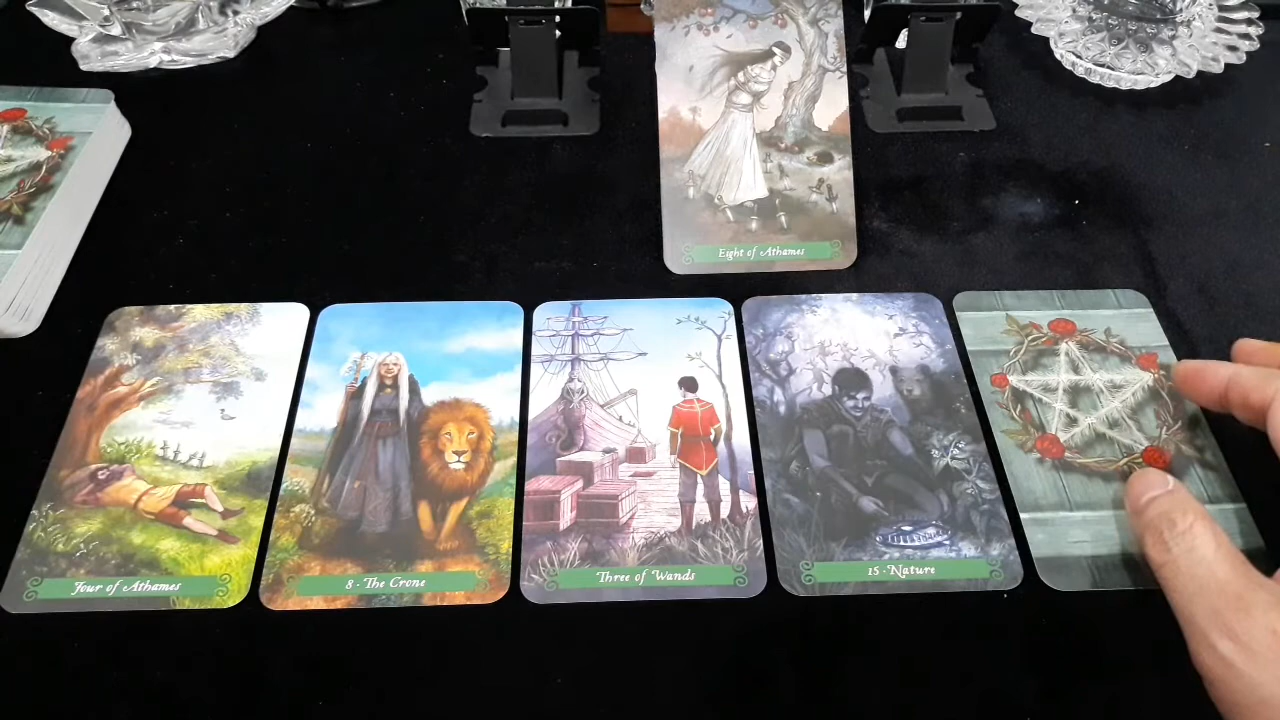 Eight of Athames
Four of Athames
8 · The Crone
Three of Wands
15 · Nature